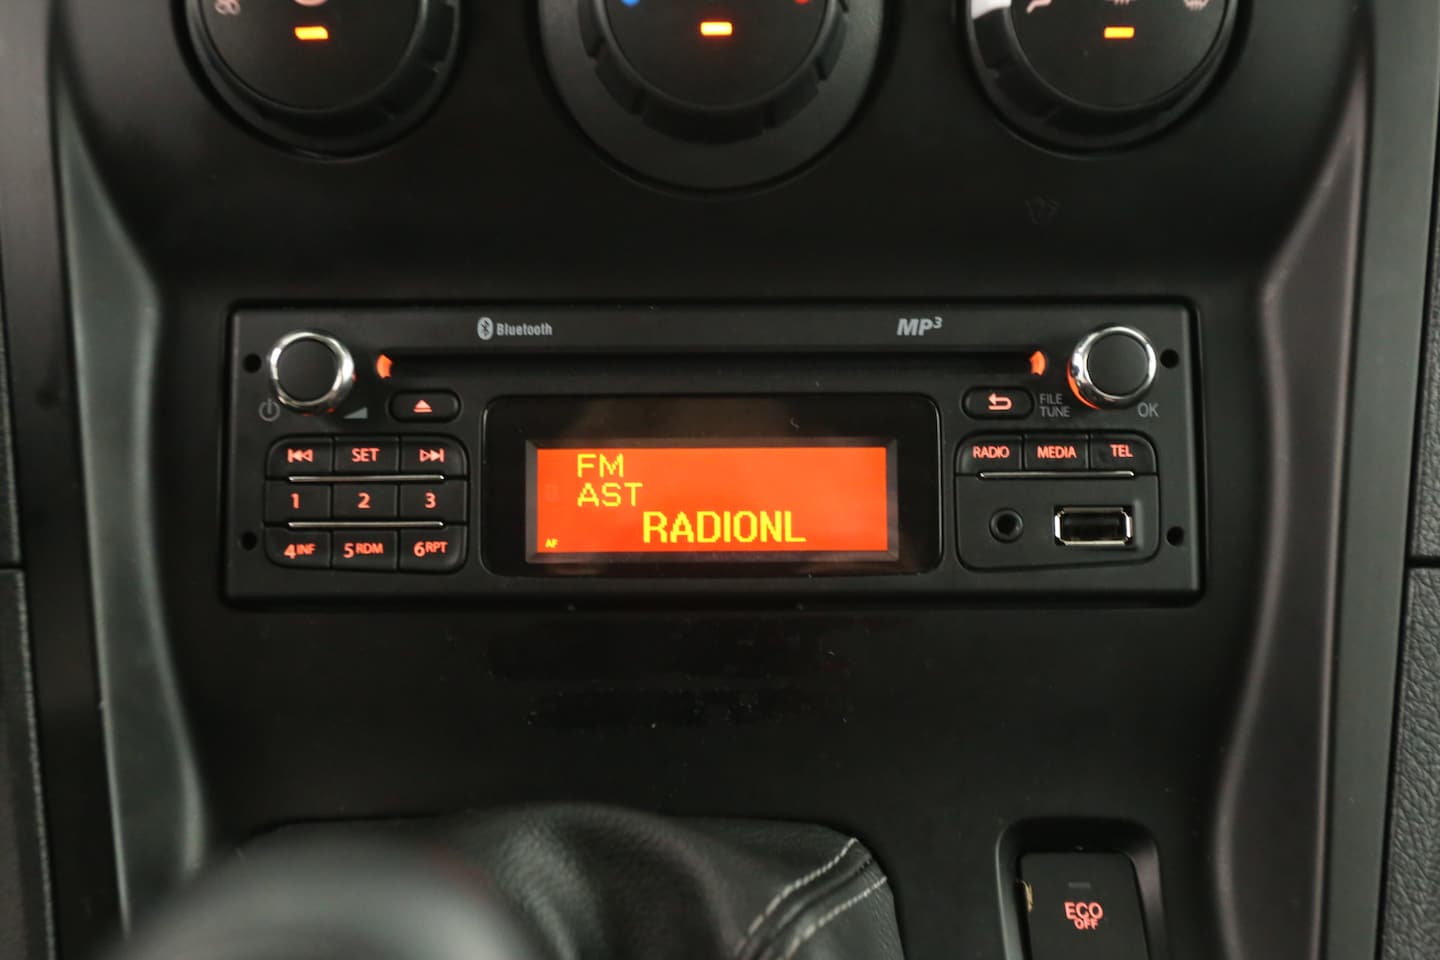 Bluetooth
MP3
FILE
TUNE
OK
SET
RADIO
MEDIA
TEL
1
2
3
4INF
5RDM
6RPT
FM
AST
RADIONL
AF
ECO
OFF